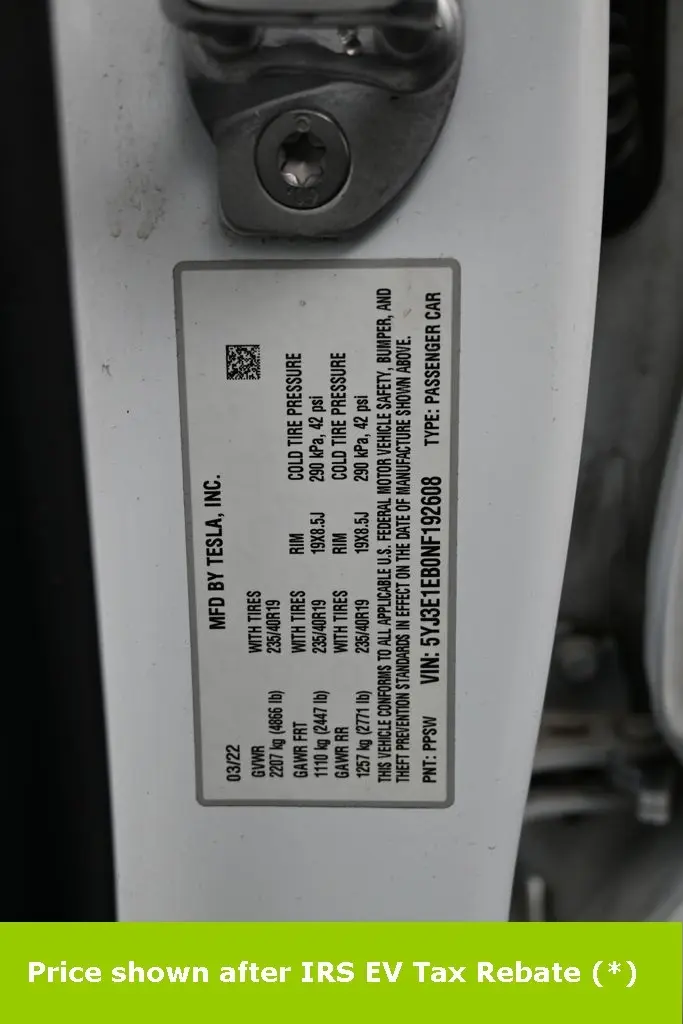 MFD BY TESLA, INC.
03/22
GVWR WITH TIRES
2207 kg (4866 lb) 235/40R19
GAWR FRT WITH TIRES RIM COLD TIRE PRESSURE
1110 kg (2447 lb) 235/40R19 19X8.5J 290 kPa, 42 psi
GAWR RR WITH TIRES RIM COLD TIRE PRESSURE
1257 kg (2771 lb) 235/40R19 19X8.5J 290 kPa, 42 psi
THIS VEHICLE CONFORMS TO ALL APPLICABLE U.S. FEDERAL MOTOR VEHICLE SAFETY, BUMPER, AND
THEFT PREVENTION STANDARDS IN EFFECT ON THE DATE OF MANUFACTURE SHOWN ABOVE.
PNT: PPSW VIN: 5YJ3E1EB0NF192608 TYPE: PASSENGER CAR
Price shown after IRS EV Tax Rebate (*)